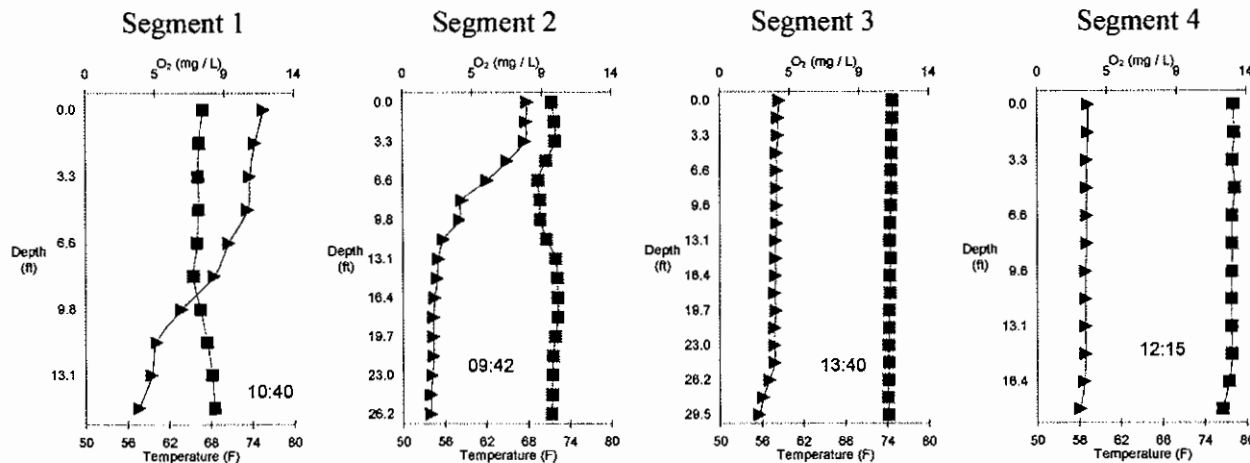 Segment 1
O₂ (mg / L)
0 5 9 14
0.0
3.3
6.6
Depth
(ft)
9.8
13.1
10:40
50 56 62 68 74 80
Temperature (F)
Segment 2
O₂ (mg / L)
0 5 9 14
0.0
3.3
6.6
9.8
13.1
Depth
(ft)
16.4
19.7
23.0
26.2
09:42
50 56 62 68 74 80
Temperature (F)
Segment 3
O₂ (mg / L)
0 5 9 14
0.0
3.3
6.6
9.8
13.1
Depth
(ft)
16.4
19.7
23.0
26.2
29.5
13:40
50 56 62 68 74 80
Temperature (F)
Segment 4
O₂ (mg / L)
0 5 9 14
0.0
3.3
6.6
Depth
(ft)
9.8
13.1
16.4
12:15
50 56 62 68 74 80
Temperature (F)